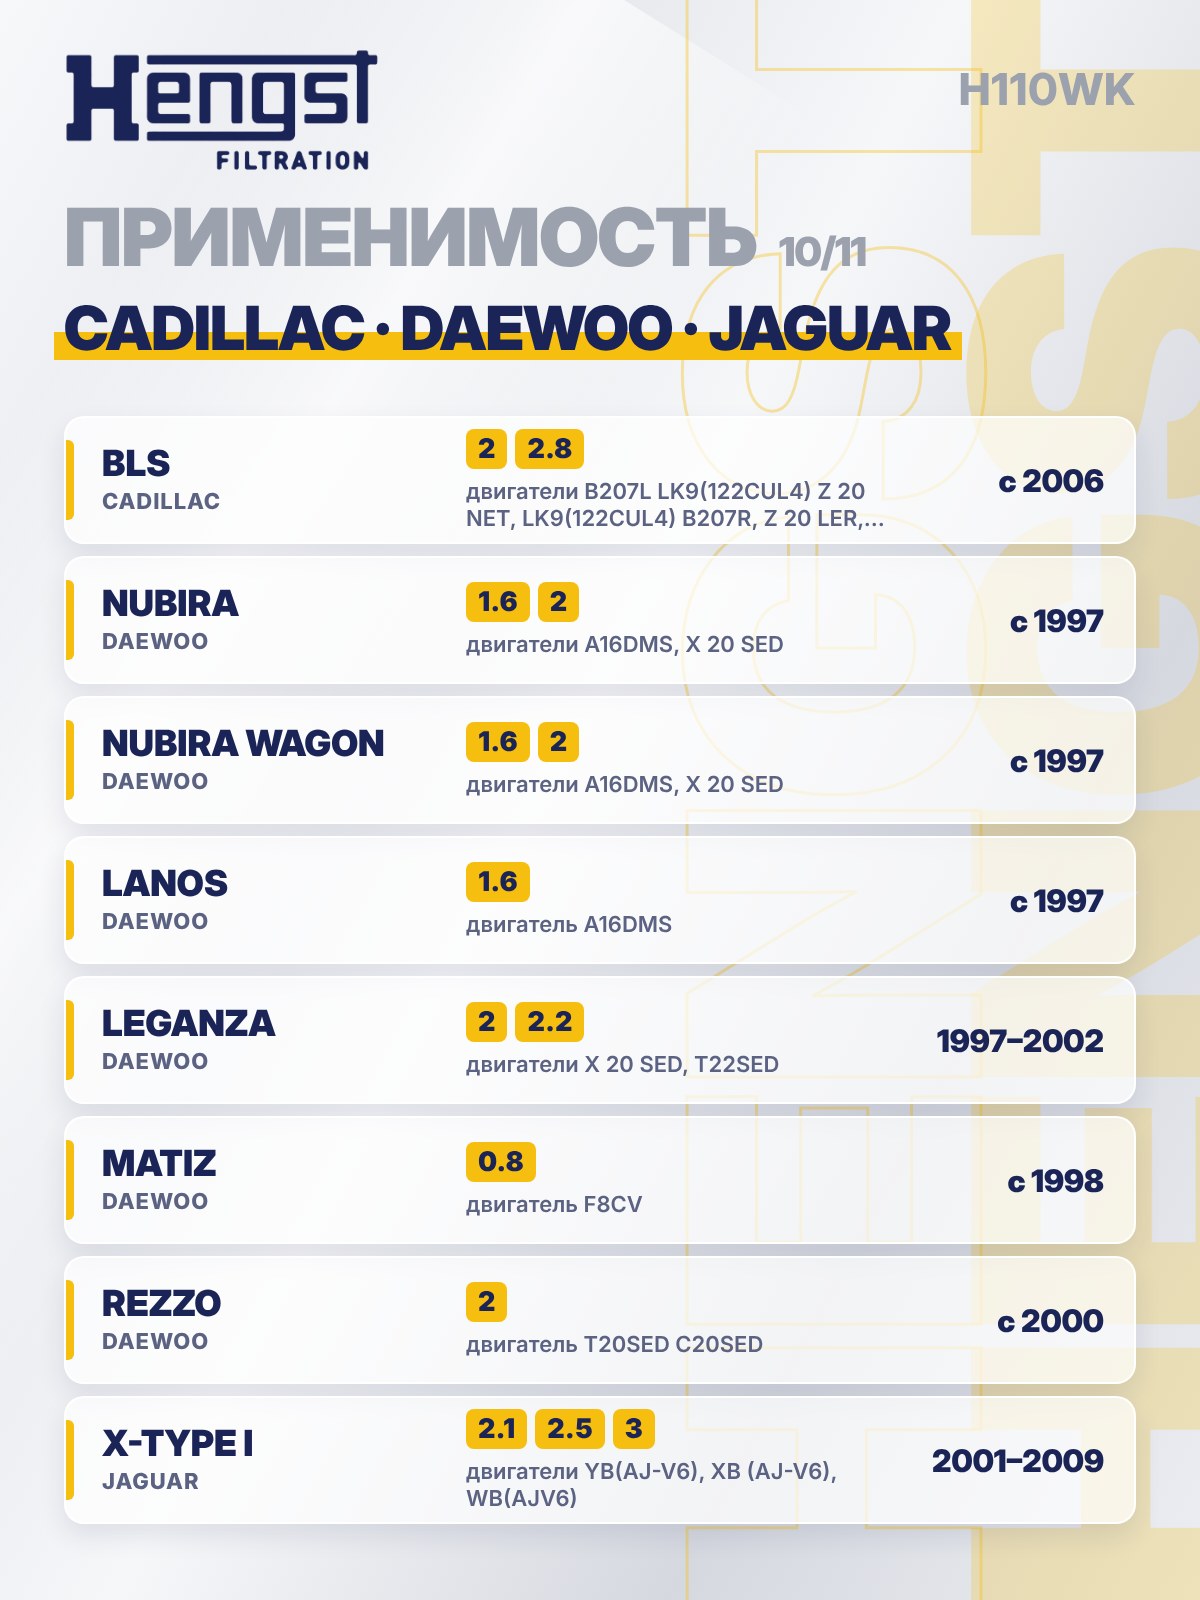 Hengst
FILTRATION
H110WK
ПРИМЕНИМОСТЬ 10/11
CADILLAC · DAEWOO · JAGUAR
BLS
CADILLAC
2 2.8
двигатели B207L LK9(122CUL4) Z 20
NET, LK9(122CUL4) B207R, Z 20 LER,...
с 2006
NUBIRA
DAEWOO
1.6 2
двигатели A16DMS, X 20 SED
с 1997
NUBIRA WAGON
DAEWOO
1.6 2
двигатели A16DMS, X 20 SED
с 1997
LANOS
DAEWOO
1.6
двигатель A16DMS
с 1997
LEGANZA
DAEWOO
2 2.2
двигатели X 20 SED, T22SED
1997–2002
MATIZ
DAEWOO
0.8
двигатель F8CV
с 1998
REZZO
DAEWOO
2
двигатель T20SED C20SED
с 2000
X-TYPE I
JAGUAR
2.1 2.5 3
двигатели YB(AJ-V6), XB (AJ-V6),
WB(AJV6)
2001–2009
HENGST